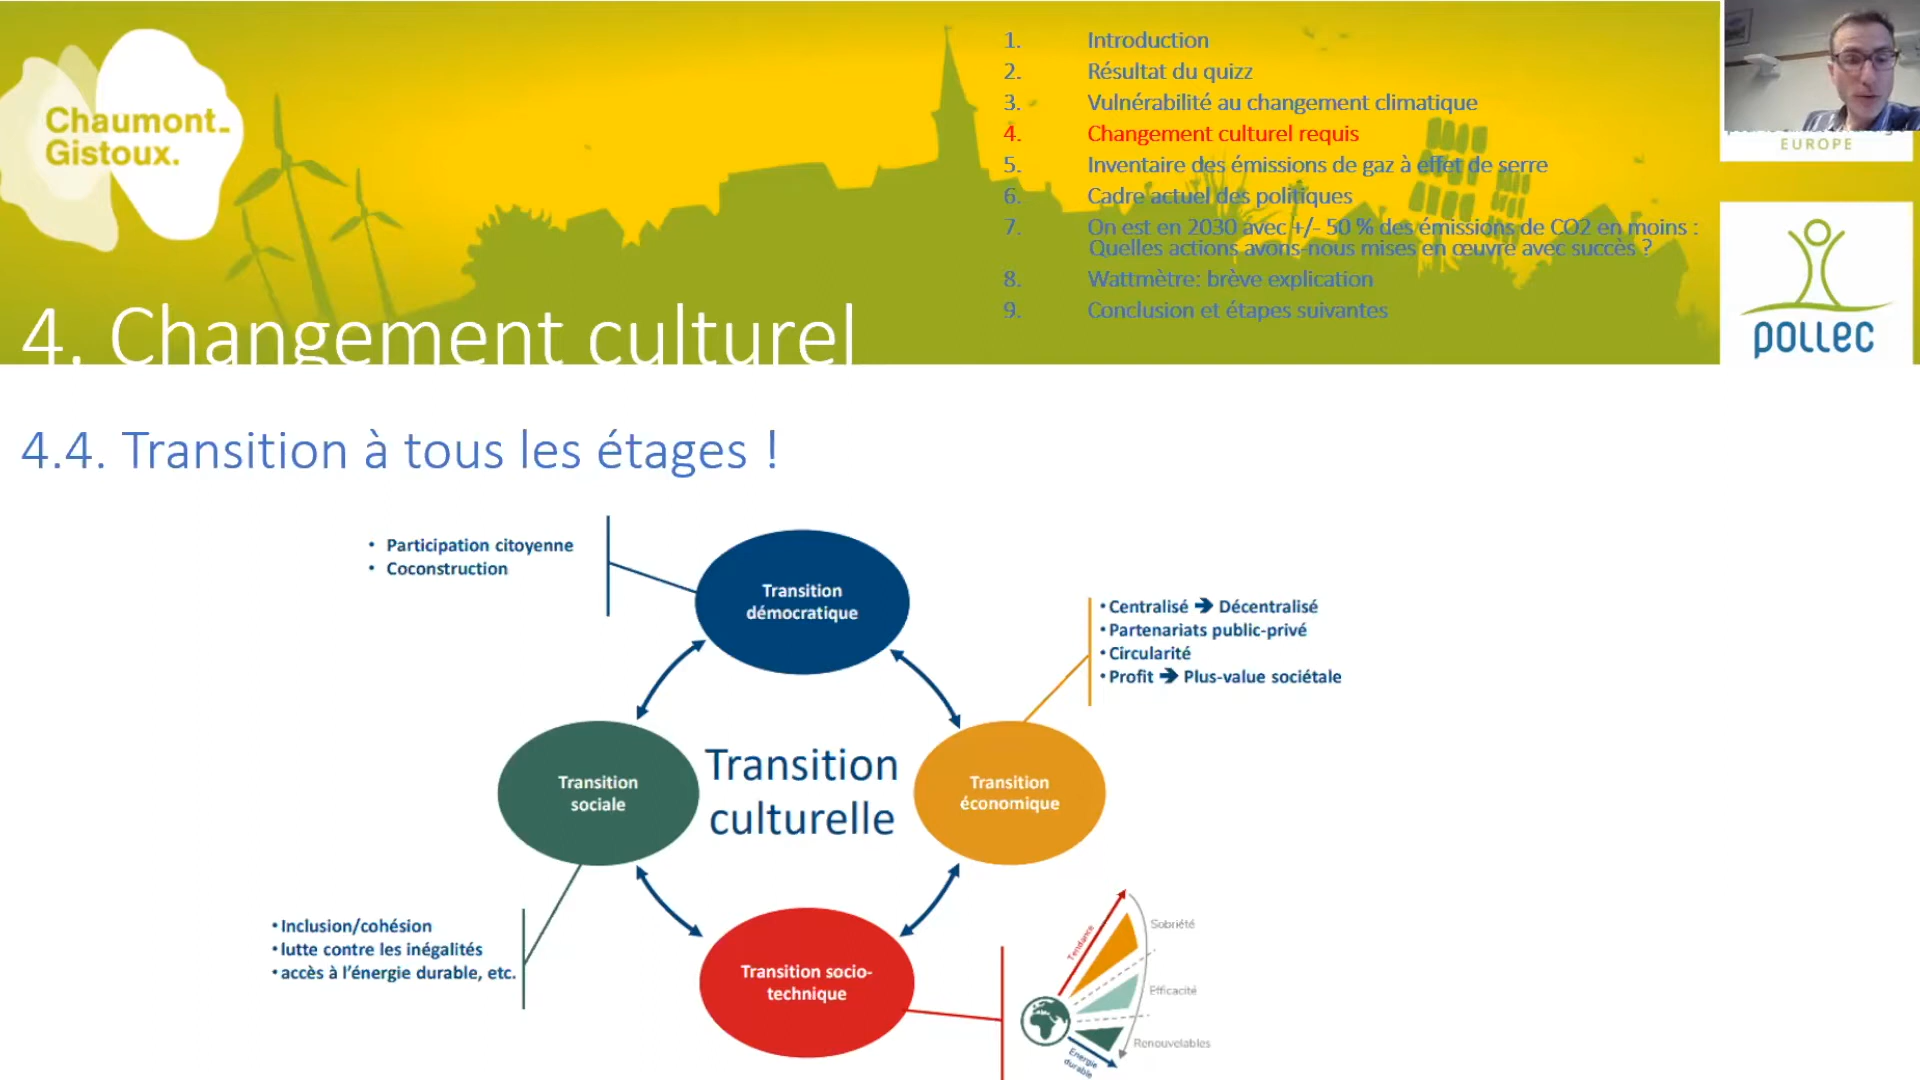 Chaumont_
Gistoux.
1. Introduction
2. Résultat du quizz
3. Vulnérabilité au changement climatique
4. Changement culturel requis
5. Inventaire des émissions de gaz à effet de serre
6. Cadre actuel des politiques
7. On est en 2030 avec +/- 50 % des émissions de CO2 en moins :
Quelles actions avons-nous mises en œuvre avec succès ?
8. Wattmètre: brève explication
9. Conclusion et étapes suivantes
EUROPE
pollec
4. Changement culturel
4.4. Transition à tous les étages !
• Participation citoyenne
• Coconstruction
Transition
démocratique
• Centralisé ➔ Décentralisé
• Partenariats public-privé
• Circularité
• Profit ➔ Plus-value sociétale
Transition
sociale
Transition
culturelle
Transition
économique
• Inclusion/cohésion
• lutte contre les inégalités
• accès à l'énergie durable, etc.
Transition socio-
technique
Tendance
Sobriété
Efficacité
Renouvelables
Energie
durable